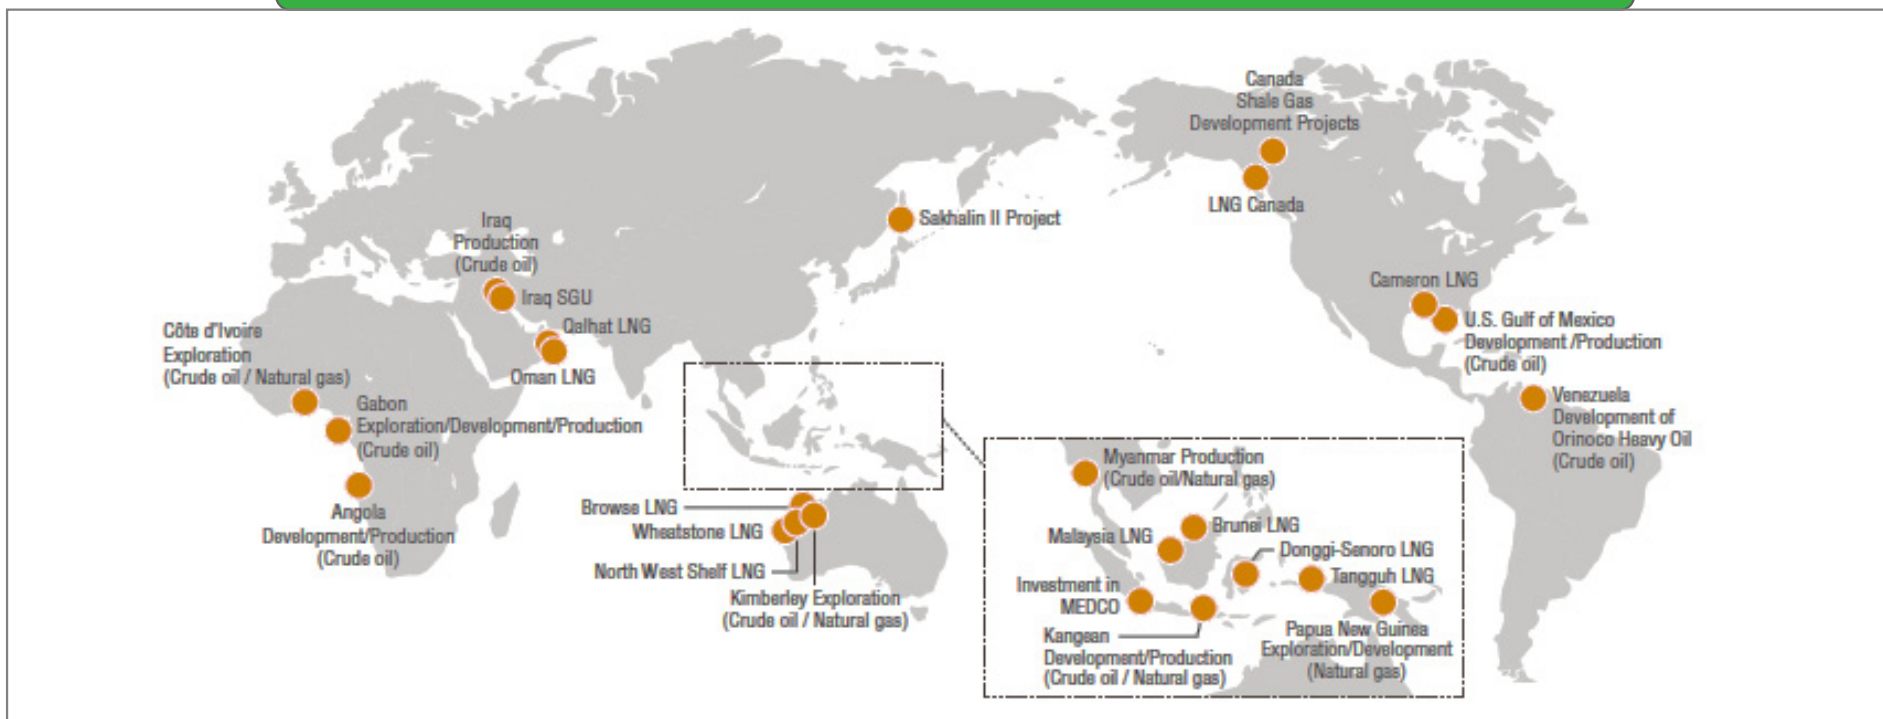 Canada
Shale Gas
Development Projects
LNG Canada
Sakhalin II Project
Iraq
Production
(Crude oil)
Iraq SGU
Qalhat LNG
Oman LNG
Côte d'Ivoire
Exploration
(Crude oil / Natural gas)
Gabon
Exploration/Development/Production
(Crude oil)
Angola
Development/Production
(Crude oil)
Cameron LNG
U.S. Gulf of Mexico
Development /Production
(Crude oil)
Venezuela
Development of
Orinoco Heavy Oil
(Crude oil)
Browse LNG
Wheatstone LNG
North West Shelf LNG
Kimberley Exploration
(Crude oil / Natural gas)
Myanmar Production
(Crude oil/Natural gas)
Brunei LNG
Malaysia LNG
Donggi-Senoro LNG
Tangguh LNG
Investment in
MEDCO
Kangean
Development/Production
(Crude oil / Natural gas)
Papua New Guinea
Exploration/Development
(Natural gas)